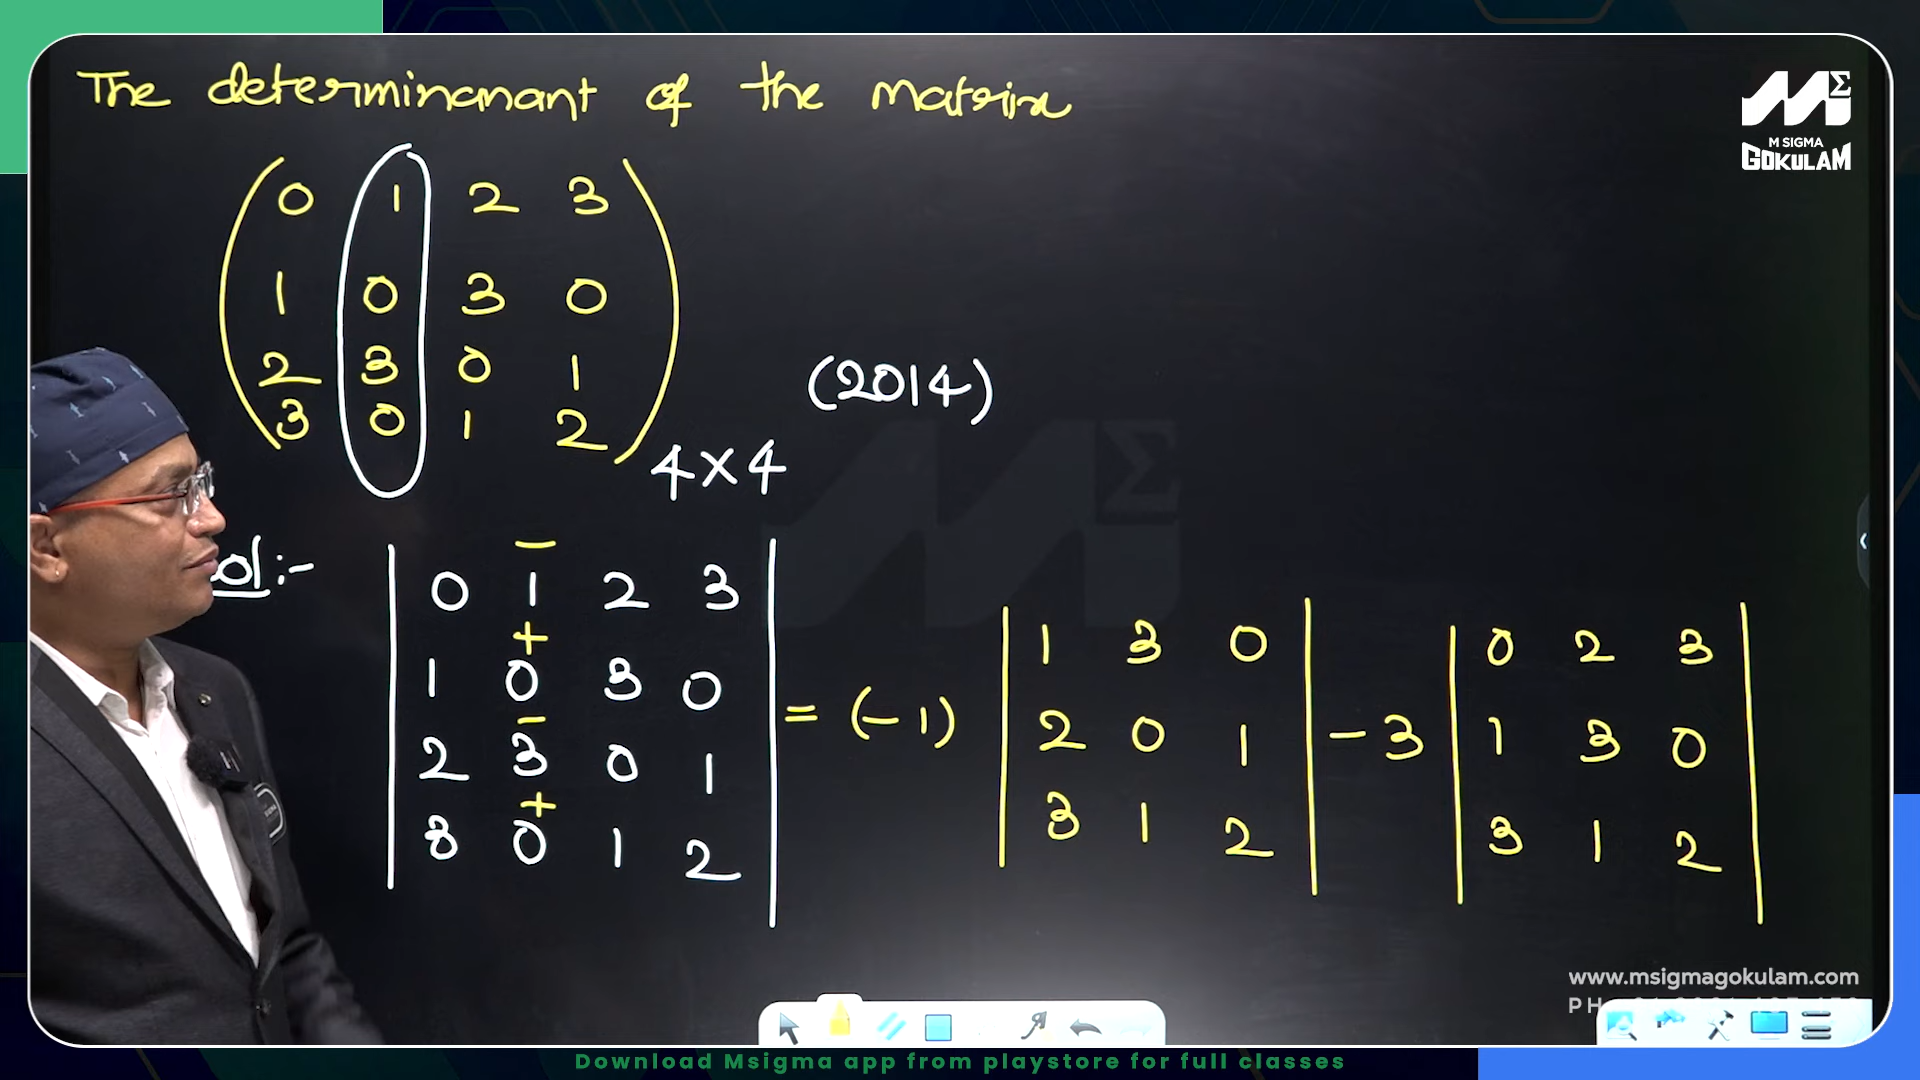 The determinanant of the matrix
0 1 2 3
1 0 3 0
2 3 0 1
3 0 1 2
4×4
(2014)
ol:-
| 0 1 2 3 |
| 1 0 3 0 |
| 2 3 0 1 |
| 3 0 1 2 |
− + − +
= (-1) | 1 3 0 | - 3 | 0 2 3 |
| 2 0 1 | | 1 3 0 |
| 3 1 2 | | 3 1 2 |
M Σ
M SIGMA
GOKULAM
www.msigmagokulam.com
PH
Download Msigma app from playstore for full classes